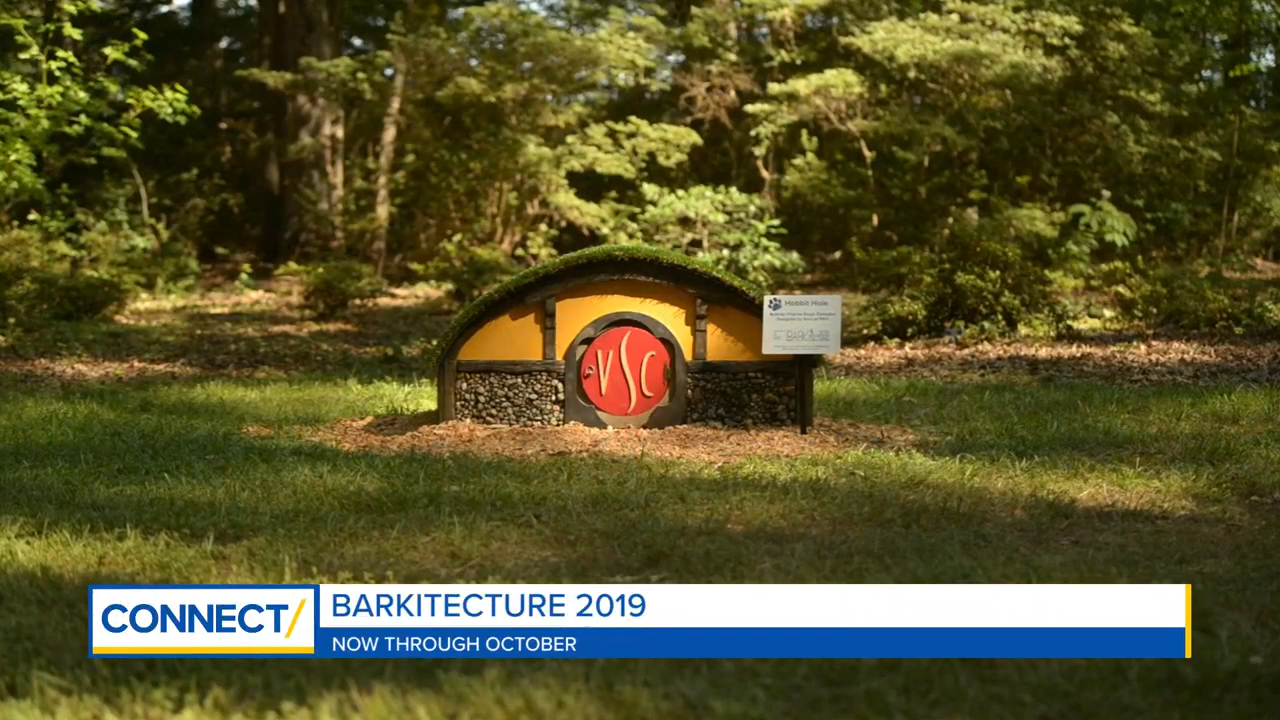 Hobbit Hole
VSC
CONNECT/
BARKITECTURE 2019
NOW THROUGH OCTOBER